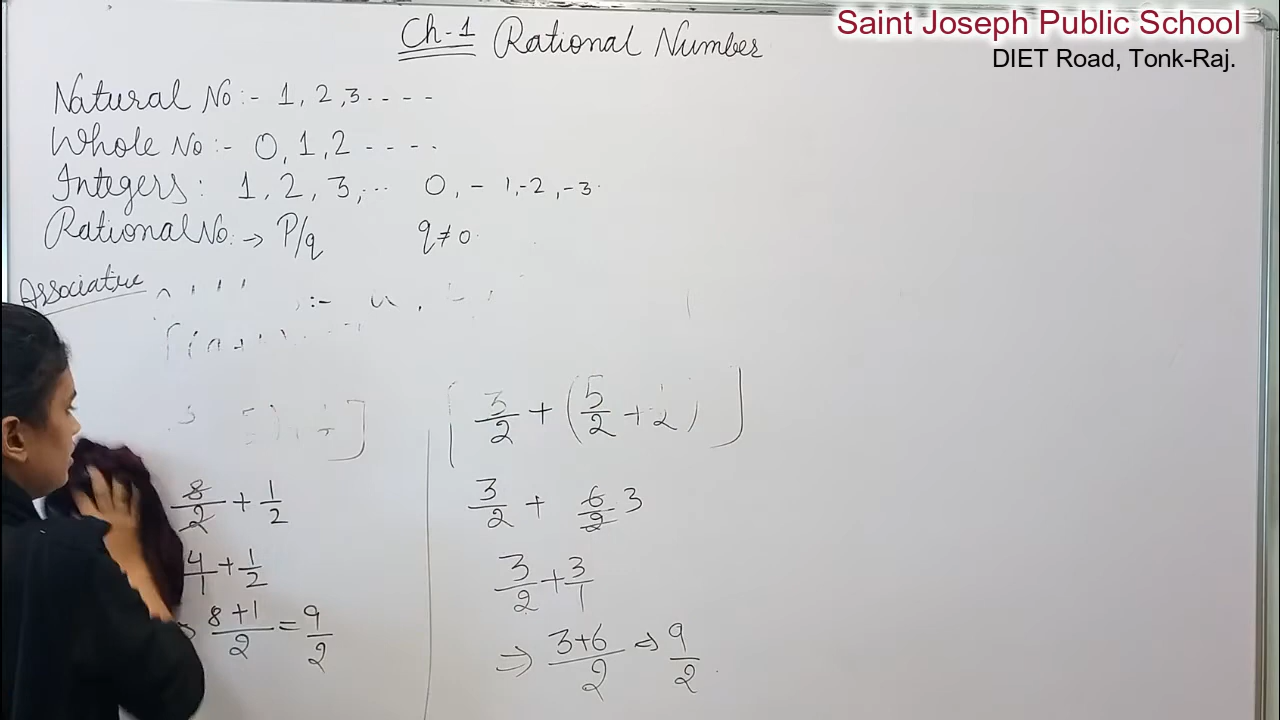 Saint Joseph Public School
DIET Road, Tonk-Raj.
Ch-1 Rational Number
Natural No :- 1, 2, 3 - - - -
Whole No :- 0, 1, 2 - - - -
Integers : 1, 2, 3, ... 0, - 1, -2, -3.
Rational No. → P/q q ≠ 0.
Associative
:-
[ 3/2 + ( 5/2 +
8/2 + 1/2
4/1 + 1/2
8+1/2 = 9/2
3/2 + 6/2 3
3/2 + 3/1
⇒ 3+6/2 ⇒ 9/2